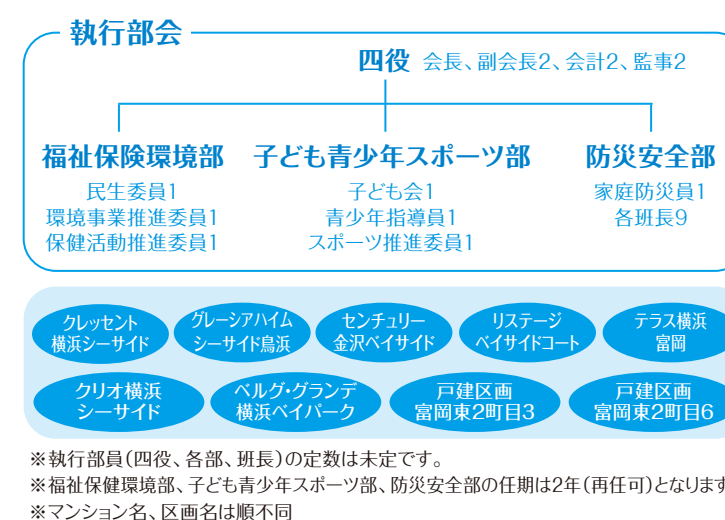 執行部会
四役 会長、副会長2、会計2、監事2
福祉保険環境部
民生委員1
環境事業推進委員1
保健活動推進委員1
子ども青少年スポーツ部
子ども会1
青少年指導員1
スポーツ推進委員1
防災安全部
家庭防災員1
各班長9
クレッセント
横浜シーサイド
グレーシアハイム
シーサイド鳥浜
センチュリー
金沢ベイサイド
リステージ
ベイサイドコート
テラス横浜
富岡
クリオ横浜
シーサイド
ベルグ・グランデ
横浜ベイパーク
戸建区画
富岡東2町目3
戸建区画
富岡東2町目6
※執行部員(四役、各部、班長)の定数は未定です。
※福祉保健環境部、子ども青少年スポーツ部、防災安全部の任期は2年(再任可)となります
※マンション名、区画名は順不同